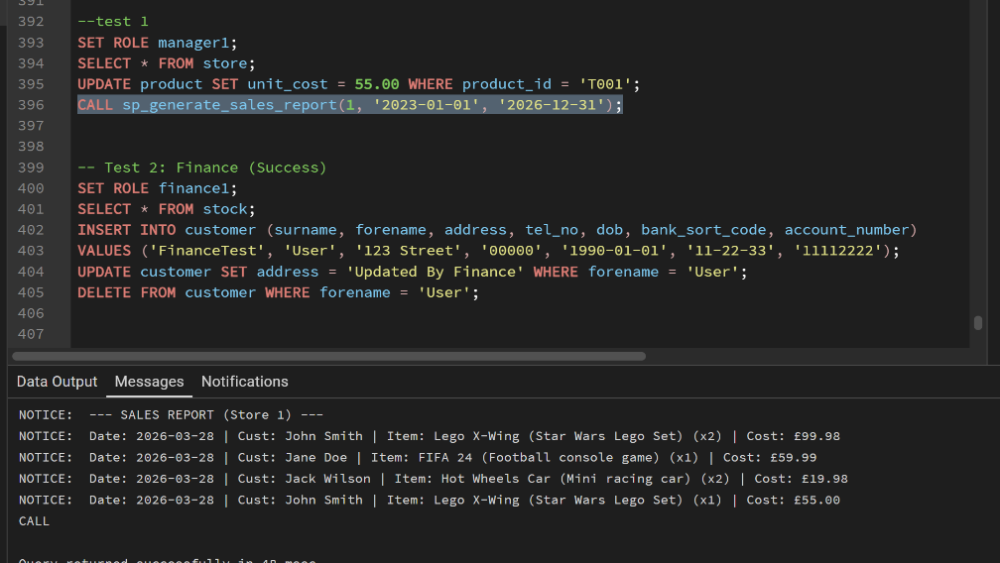 391
392 --test 1
393 SET ROLE manager1;
394 SELECT * FROM store;
395 UPDATE product SET unit_cost = 55.00 WHERE product_id = 'T001';
396 CALL sp_generate_sales_report(1, '2023-01-01', '2026-12-31');
397
398
399 -- Test 2: Finance (Success)
400 SET ROLE finance1;
401 SELECT * FROM stock;
402 INSERT INTO customer (surname, forename, address, tel_no, dob, bank_sort_code, account_number)
403 VALUES ('FinanceTest', 'User', '123 Street', '00000', '1990-01-01', '11-22-33', '11112222');
404 UPDATE customer SET address = 'Updated By Finance' WHERE forename = 'User';
405 DELETE FROM customer WHERE forename = 'User';
406
407
Data Output Messages Notifications
NOTICE: --- SALES REPORT (Store 1) ---
NOTICE: Date: 2026-03-28 | Cust: John Smith | Item: Lego X-Wing (Star Wars Lego Set) (x2) | Cost: £99.98
NOTICE: Date: 2026-03-28 | Cust: Jane Doe | Item: FIFA 24 (Football console game) (x1) | Cost: £59.99
NOTICE: Date: 2026-03-28 | Cust: Jack Wilson | Item: Hot Wheels Car (Mini racing car) (x2) | Cost: £19.98
NOTICE: Date: 2026-03-28 | Cust: John Smith | Item: Lego X-Wing (Star Wars Lego Set) (x1) | Cost: £55.00
CALL
Query returned successfully in